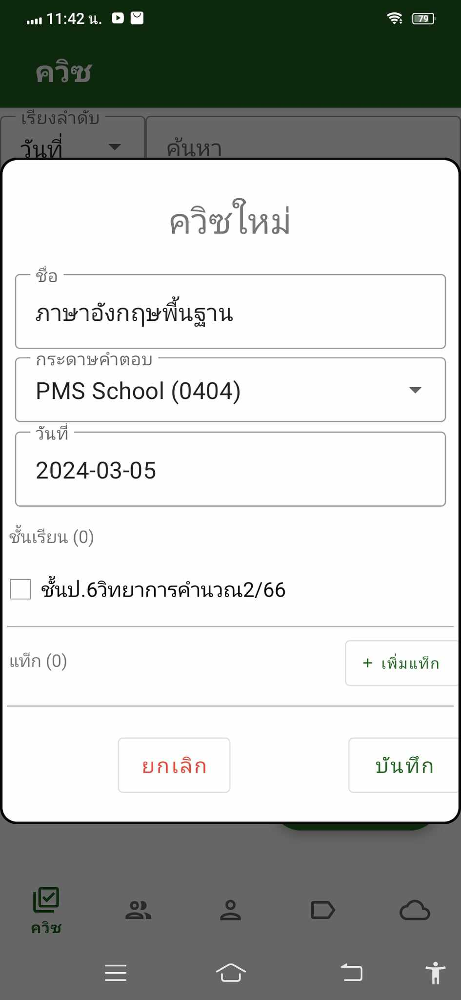 11:42 น.
79
ควิซ
เรียงลำดับ
วันที่
ค้นหา
ควิซใหม่
ชื่อ
ภาษาอังกฤษพื้นฐาน
กระดาษคำตอบ
PMS School (0404)
วันที่
2024-03-05
ชั้นเรียน (0)
ชั้นป.6วิทยาการคำนวณ2/66
แท็ก (0)
+ เพิ่มแท็ก
ยกเลิก
บันทึก
ควิซ